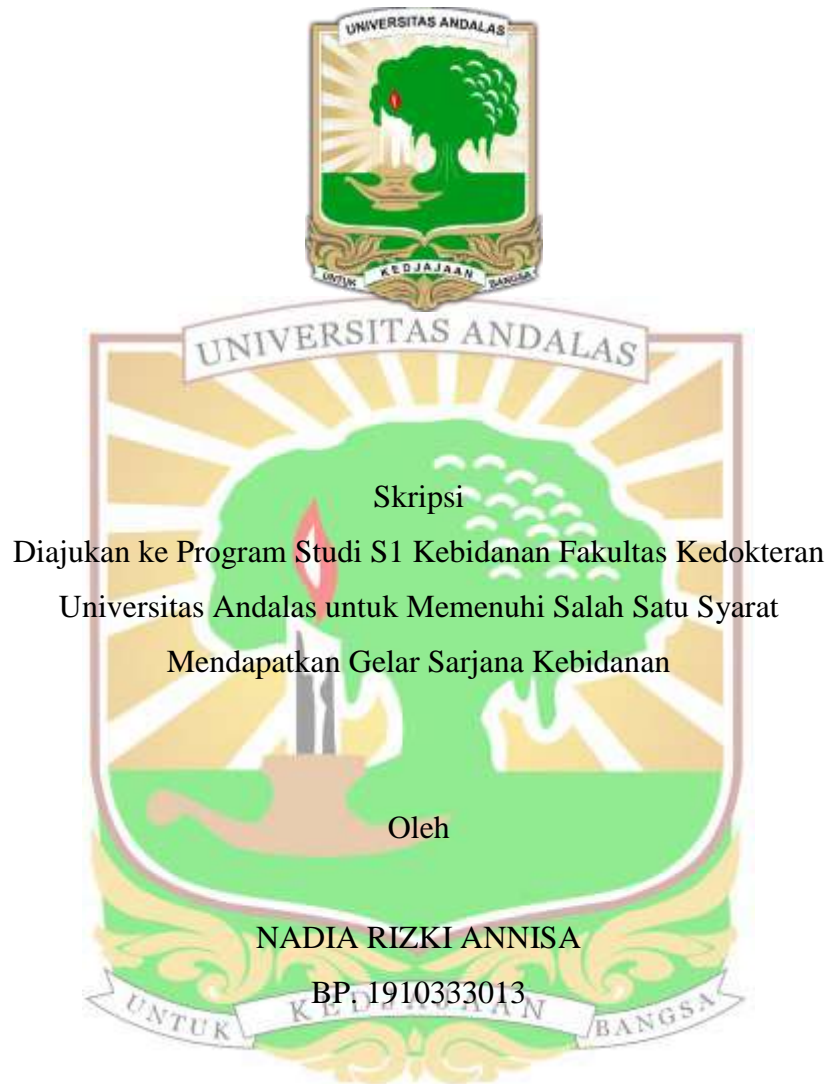 UNIVERSITAS ANDALAS
UNTUK KEDJAJAAN BANGSA
UNIVERSITAS ANDALAS
Skripsi
Diajukan ke Program Studi S1 Kebidanan Fakultas Kedokteran
Universitas Andalas untuk Memenuhi Salah Satu Syarat
Mendapatkan Gelar Sarjana Kebidanan
Oleh
NADIA RIZKI ANNISA
BP. 1910333013
UNTUK KEDJAJAAN BANGSA